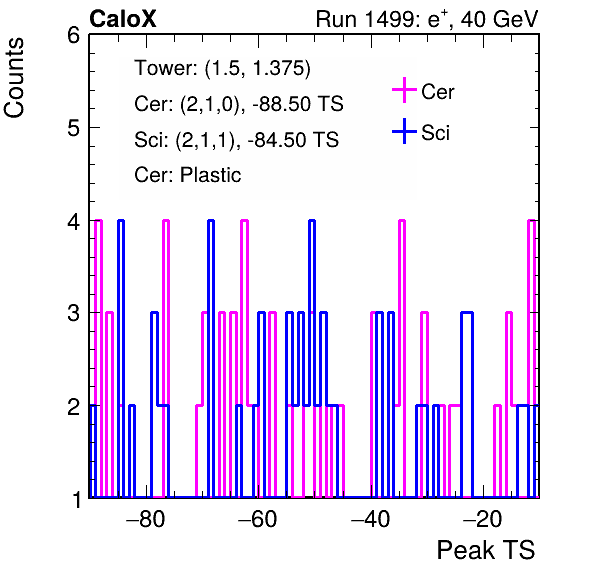 CaloX Run 1499: e⁺, 40 GeV
Counts
6
5
4
3
2
1
Tower: (1.5, 1.375)
Cer: (2,1,0), -88.50 TS
Sci: (2,1,1), -84.50 TS
Cer: Plastic
Cer
Sci
−80 −60 −40 −20
Peak TS